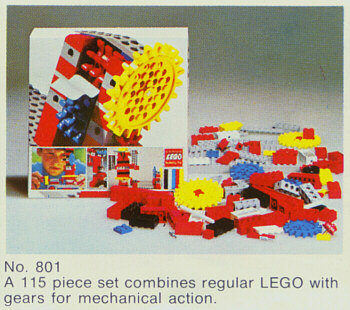 LEGO
No. 801
A 115 piece set combines regular LEGO with
gears for mechanical action.